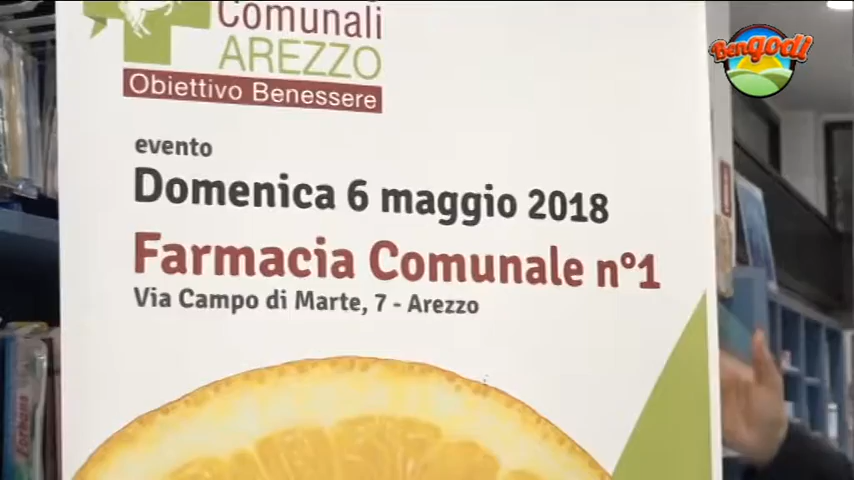 Comunali
AREZZO
Obiettivo Benessere
Bengodi
evento
Domenica 6 maggio 2018
Farmacia Comunale n°1
Via Campo di Marte, 7 - Arezzo